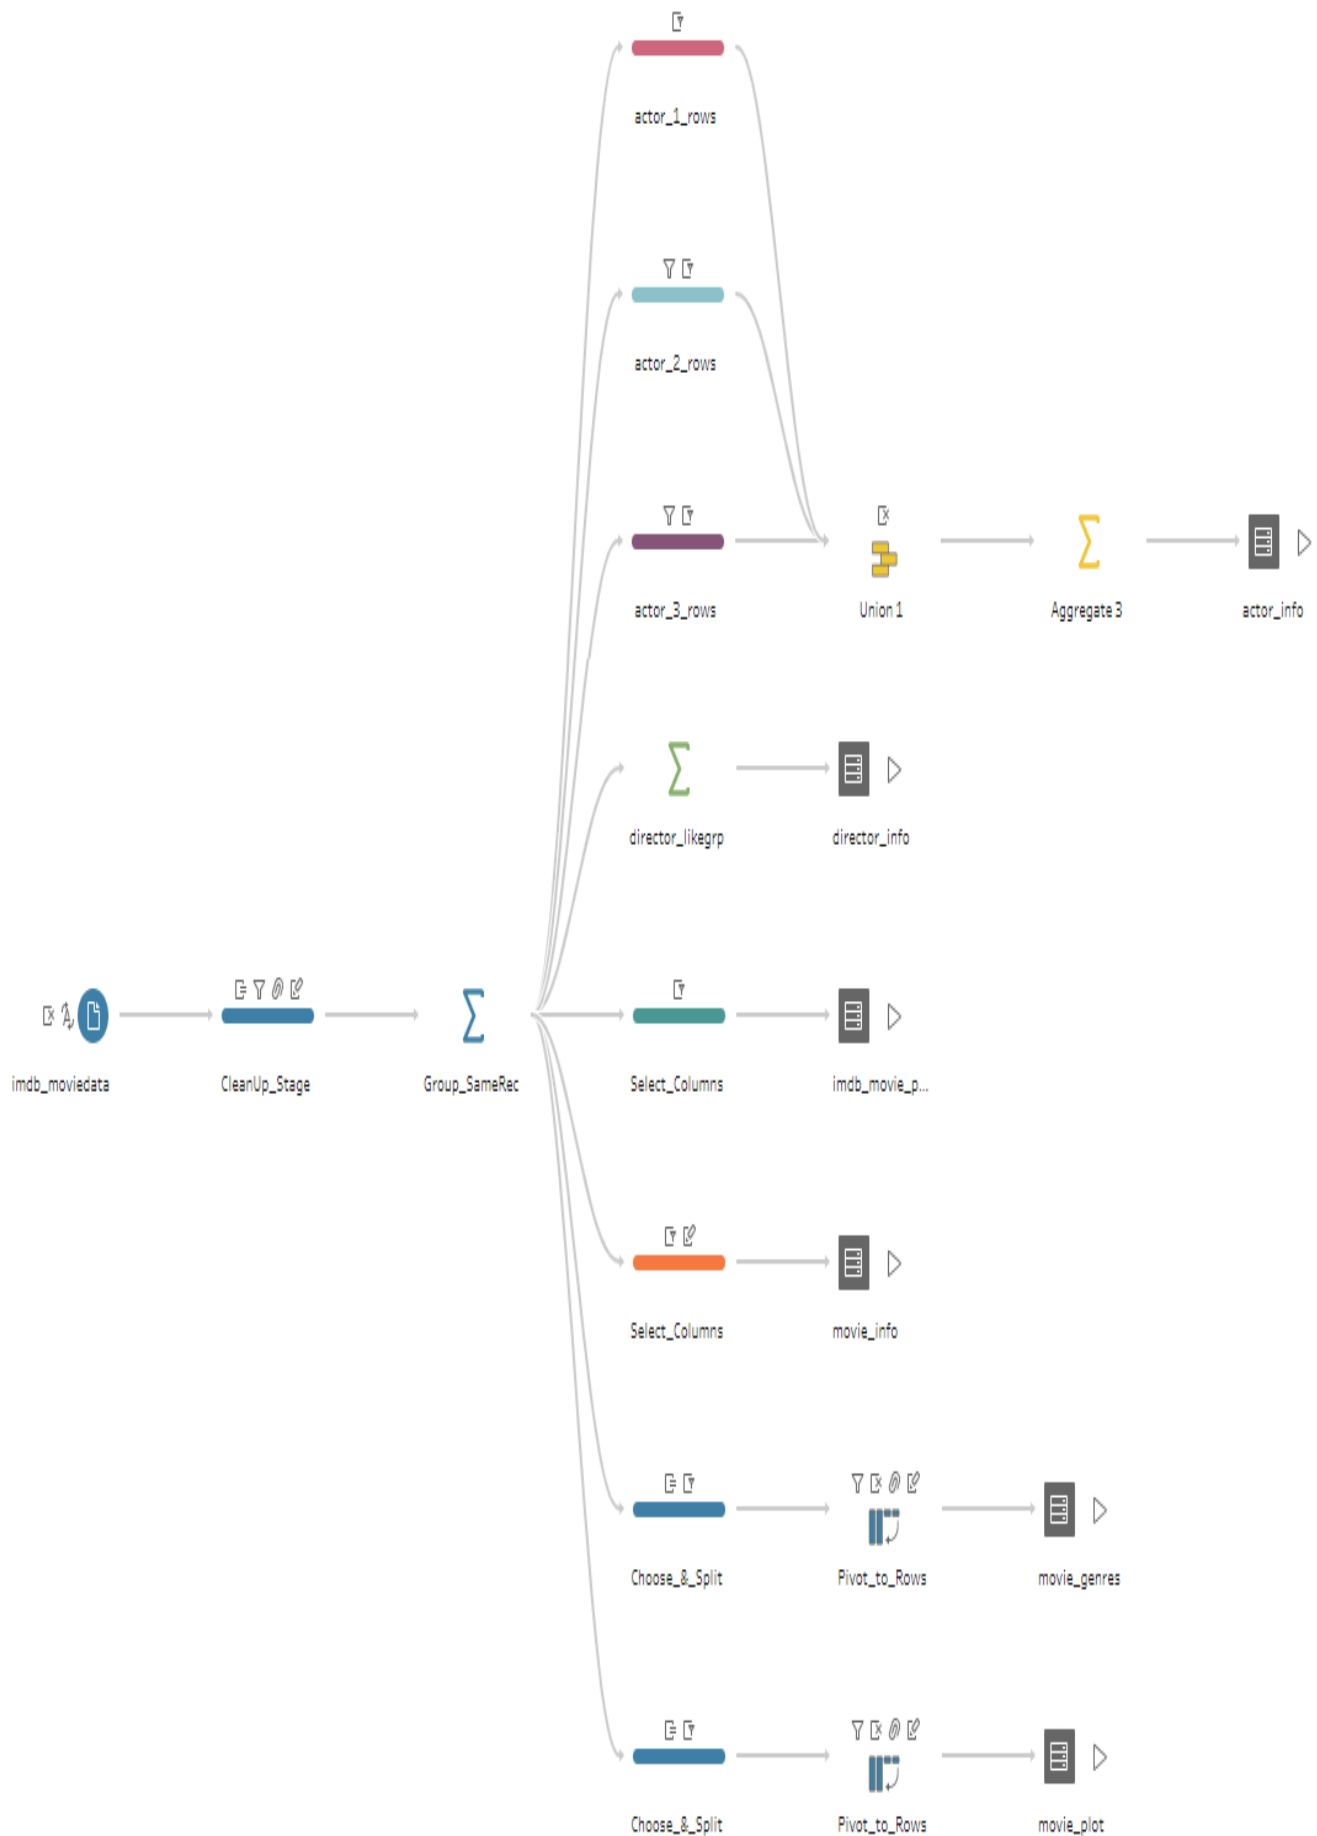 actor_1_rows
actor_2_rows
actor_3_rows
Union 1
Aggregate 3
actor_info
director_likegrp
director_info
imdb_moviedata
CleanUp_Stage
Group_SameRec
Select_Columns
imdb_movie_p...
Select_Columns
movie_info
Choose_&_Split
Pivot_to_Rows
movie_genres
Choose_&_Split
Pivot_to_Rows
movie_plot